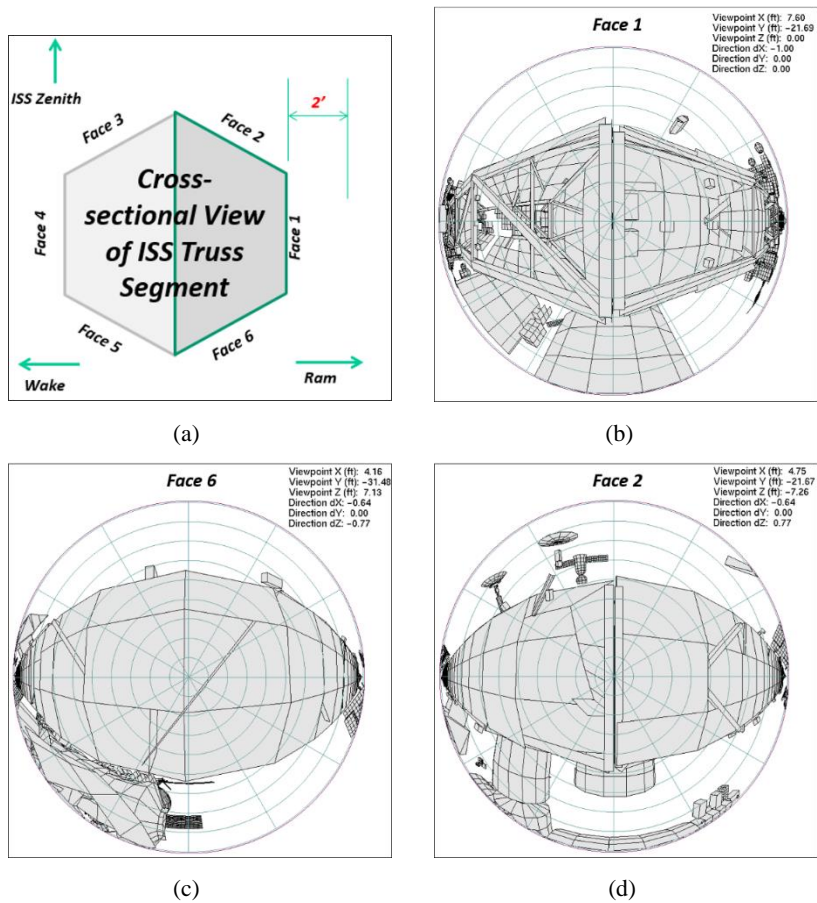 ISS Zenith
2'
Face 3
Face 2
Cross-
sectional View
of ISS Truss
Segment
Face 4
Face 1
Face 5
Face 6
Wake
Ram
(a)
Face 1
Viewpoint X (ft): 7.60
Viewpoint Y (ft): -21.69
Viewpoint Z (ft): 0.00
Direction dX: -1.00
Direction dY: 0.00
Direction dZ: 0.00
(b)
Face 6
Viewpoint X (ft): 4.16
Viewpoint Y (ft): -31.48
Viewpoint Z (ft): 7.13
Direction dX: -0.64
Direction dY: 0.00
Direction dZ: -0.77
(c)
Face 2
Viewpoint X (ft): 4.75
Viewpoint Y (ft): -21.67
Viewpoint Z (ft): -7.26
Direction dX: -0.64
Direction dY: 0.00
Direction dZ: 0.77
(d)